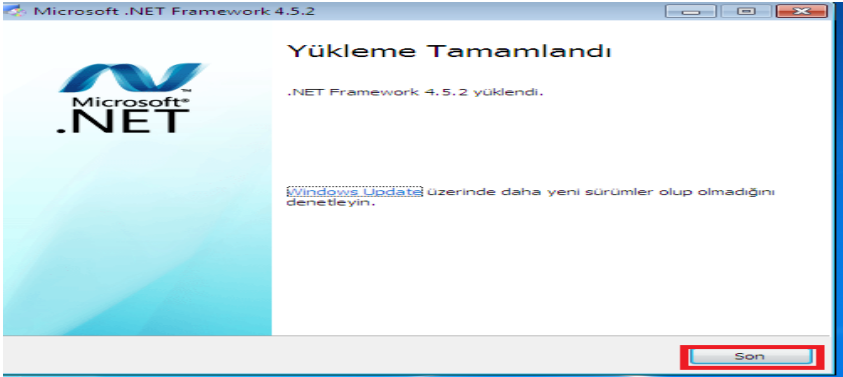 Microsoft .NET Framework 4.5.2
Yükleme Tamamlandı
Microsoft®
.NET
.NET Framework 4.5.2 yüklendi.
Windows Update üzerinde daha yeni sürümler olup olmadığını
denetleyin.
Son